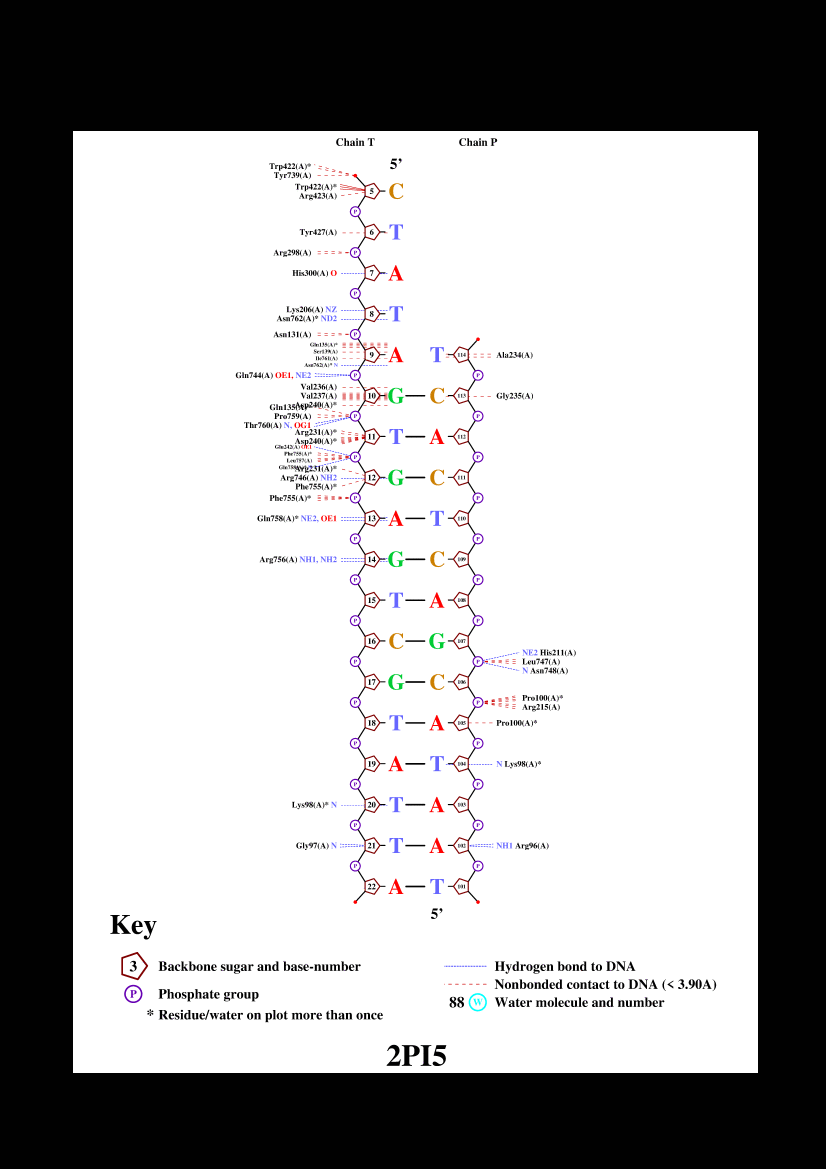 Chain T Chain P
5'
Trp422(A)*
Tyr739(A)
Trp422(A)*
Arg423(A)
5 C
P
Tyr427(A) 6 T
Arg298(A) P
His300(A) O 7 A
P
Lys206(A) NZ
Asn762(A)* ND2
8 T
Asn131(A) P
Gln135(A)*
Ser139(A)
Ile761(A)
Asn762(A)* N
9 A T 114 Ala234(A)
Gln744(A) OE1, NE2 P P
Val236(A)
Val237(A)
Asp240(A)*
10 G C 113 Gly235(A)
Gln135(A)*
Pro759(A)
Thr760(A) N, OG1
P P
Arg231(A)*
Asp240(A)*
11 T A 112
Glu242(A) OE1
Phe755(A)*
Leu757(A)
Gln758(A)*
P P
Arg231(A)*
Arg746(A) NH2
Phe755(A)*
12 G C 111
Phe755(A)* P P
Gln758(A)* NE2, OE1 13 A T 110
P P
Arg756(A) NH1, NH2 14 G C 109
P P
15 T A 108
P P
16 C G 107
P P
NE2 His211(A)
Leu747(A)
N Asn748(A)
17 G C 106
P P
Pro100(A)*
Arg215(A)
18 T A 105 Pro100(A)*
P P
19 A T 104 N Lys98(A)*
P P
Lys98(A)* N 20 T A 103
P P
Gly97(A) N 21 T A 102 NH1 Arg96(A)
P P
22 A T 101
5'
Key
3 Backbone sugar and base-number
P Phosphate group
* Residue/water on plot more than once
Hydrogen bond to DNA
Nonbonded contact to DNA (< 3.90A)
88 W Water molecule and number
2PI5